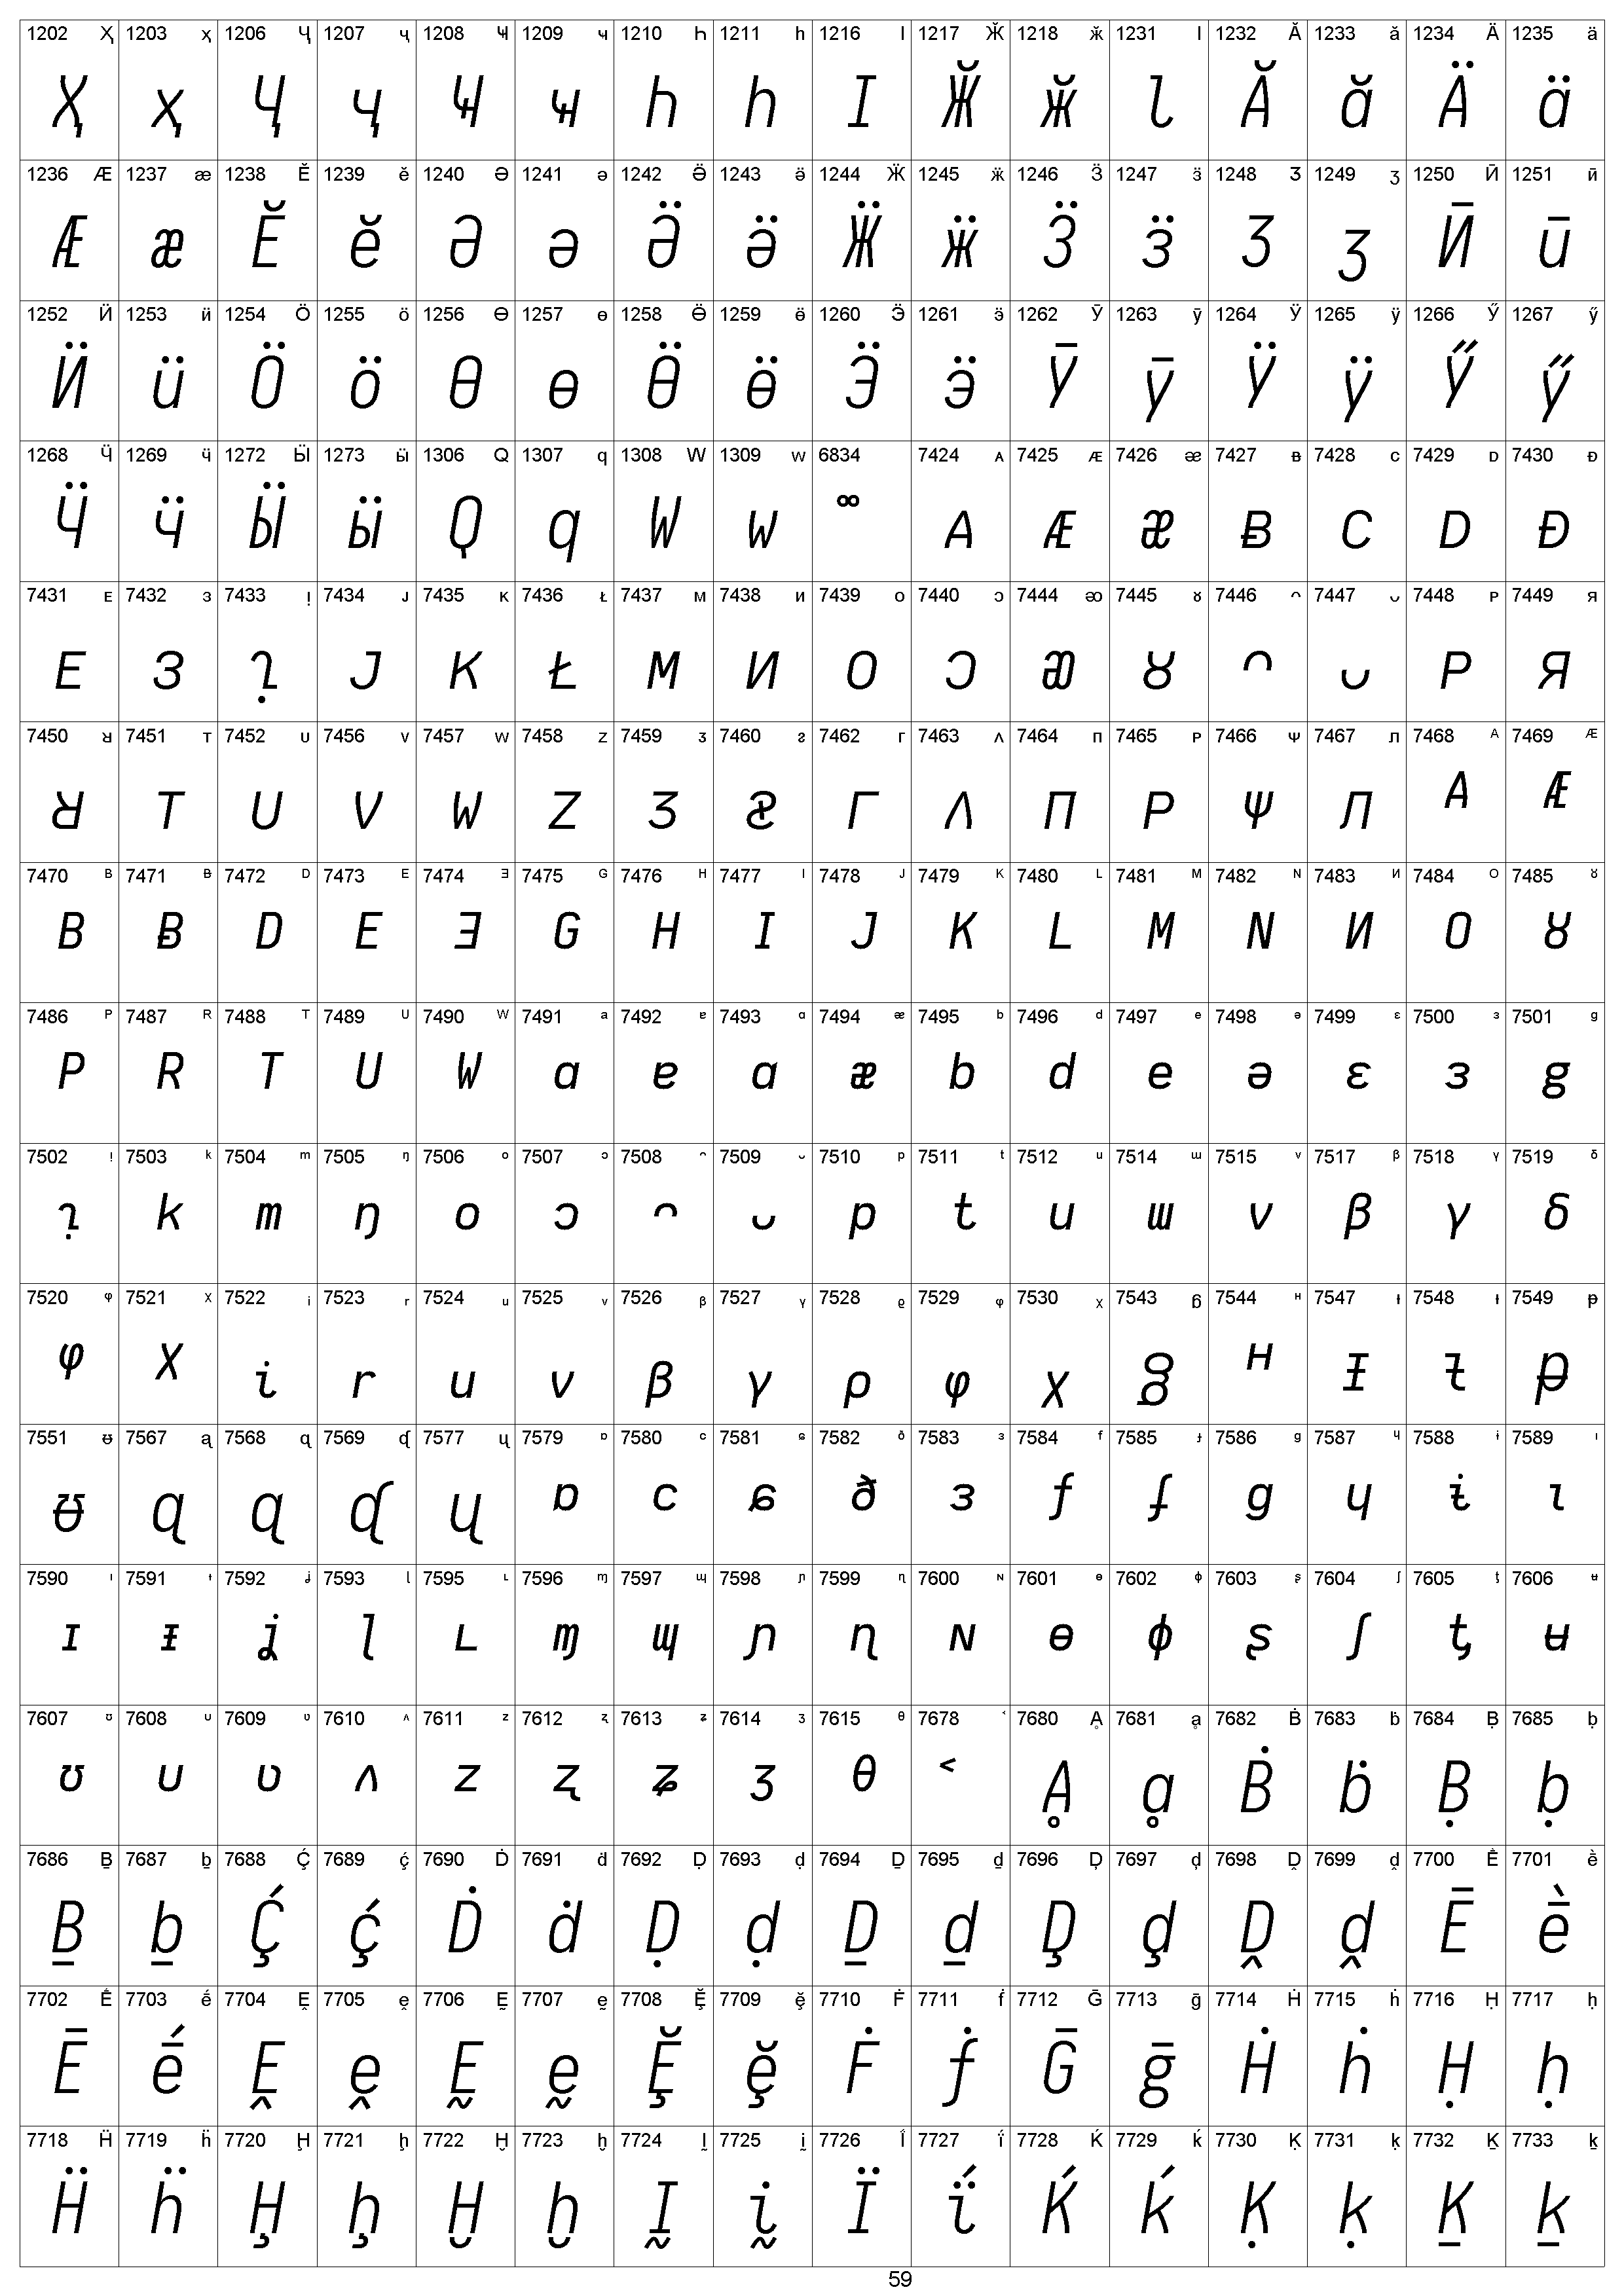 1202 Ҳ 1203 ҳ 1206 Ҷ 1207 ҷ 1208 Ҹ 1209 ҹ 1210 Һ 1211 һ 1216 Ӏ 1217 Ӂ 1218 ӂ 1231 ӏ 1232 Ӑ 1233 ӑ 1234 Ӓ 1235 ӓ
Ҳ ҳ Ҷ ҷ Ҹ ҹ Һ һ Ӏ Ӂ ӂ ӏ Ӑ ӑ Ӓ ӓ
1236 Ӕ 1237 ӕ 1238 Ӗ 1239 ӗ 1240 Ә 1241 ә 1242 Ӛ 1243 ӛ 1244 Ӝ 1245 ӝ 1246 Ӟ 1247 ӟ 1248 Ӡ 1249 ӡ 1250 Ӣ 1251 ӣ
Ӕ ӕ Ӗ ӗ Ә ә Ӛ ӛ Ӝ ӝ Ӟ ӟ Ӡ ӡ Ӣ ӣ
1252 Ӥ 1253 ӥ 1254 Ӧ 1255 ӧ 1256 Ө 1257 ө 1258 Ӫ 1259 ӫ 1260 Ӭ 1261 ӭ 1262 Ӯ 1263 ӯ 1264 Ӱ 1265 ӱ 1266 Ӳ 1267 ӳ
Ӥ ӥ Ӧ ӧ Ө ө Ӫ ӫ Ӭ ӭ Ӯ ӯ Ӱ ӱ Ӳ ӳ
1268 Ӵ 1269 ӵ 1272 Ӹ 1273 ӹ 1306 Ԛ 1307 ԛ 1308 Ԝ 1309 ԝ 6834 7424 ᴀ 7425 ᴁ 7426 ᴂ 7427 ᴃ 7428 ᴄ 7429 ᴅ 7430 ᴆ
Ӵ ӵ Ӹ ӹ Ԛ ԛ Ԝ ԝ ᪲ ᴀ ᴁ ᴂ ᴃ ᴄ ᴅ ᴆ
7431 ᴇ 7432 ᴈ 7433 ᴉ 7434 ᴊ 7435 ᴋ 7436 ᴌ 7437 ᴍ 7438 ᴎ 7439 ᴏ 7440 ᴐ 7444 ᴔ 7445 ᴕ 7446 ᴖ 7447 ᴗ 7448 ᴘ 7449 ᴙ
ᴇ ᴈ ᴉ ᴊ ᴋ ᴌ ᴍ ᴎ ᴏ ᴐ ᴔ ᴕ ᴖ ᴗ ᴘ ᴙ
7450 ᴚ 7451 ᴛ 7452 ᴜ 7456 ᴠ 7457 ᴡ 7458 ᴢ 7459 ᴣ 7460 ᴤ 7462 ᴦ 7463 ᴧ 7464 ᴨ 7465 ᴩ 7466 ᴪ 7467 ᴫ 7468 ᴬ 7469 ᴭ
ᴚ ᴛ ᴜ ᴠ ᴡ ᴢ ᴣ ᴤ ᴦ ᴧ ᴨ ᴩ ᴪ ᴫ ᴬ ᴭ
7470 ᴮ 7471 ᴯ 7472 ᴰ 7473 ᴱ 7474 ᴲ 7475 ᴳ 7476 ᴴ 7477 ᴵ 7478 ᴶ 7479 ᴷ 7480 ᴸ 7481 ᴹ 7482 ᴺ 7483 ᴻ 7484 ᴼ 7485 ᴽ
ᴮ ᴯ ᴰ ᴱ ᴲ ᴳ ᴴ ᴵ ᴶ ᴷ ᴸ ᴹ ᴺ ᴻ ᴼ ᴽ
7486 ᴾ 7487 ᴿ 7488 ᵀ 7489 ᵁ 7490 ᵂ 7491 ᵃ 7492 ᵄ 7493 ᵅ 7494 ᵆ 7495 ᵇ 7496 ᵈ 7497 ᵉ 7498 ᵊ 7499 ᵋ 7500 ᵌ 7501 ᵍ
ᴾ ᴿ ᵀ ᵁ ᵂ ᵃ ᵄ ᵅ ᵆ ᵇ ᵈ ᵉ ᵊ ᵋ ᵌ ᵍ
7502 ᵎ 7503 ᵏ 7504 ᵐ 7505 ᵑ 7506 ᵒ 7507 ᵓ 7508 ᵔ 7509 ᵕ 7510 ᵖ 7511 ᵗ 7512 ᵘ 7514 ᵚ 7515 ᵛ 7517 ᵝ 7518 ᵞ 7519 ᵟ
ᵎ ᵏ ᵐ ᵑ ᵒ ᵓ ᵔ ᵕ ᵖ ᵗ ᵘ ᵚ ᵛ ᵝ ᵞ ᵟ
7520 ᵠ 7521 ᵡ 7522 ᵢ 7523 ᵣ 7524 ᵤ 7525 ᵥ 7526 ᵦ 7527 ᵧ 7528 ᵨ 7529 ᵩ 7530 ᵪ 7543 ᵷ 7544 ᵸ 7547 ᵻ 7548 ᵼ 7549 ᵽ
ᵠ ᵡ ᵢ ᵣ ᵤ ᵥ ᵦ ᵧ ᵨ ᵩ ᵪ ᵷ ᵸ ᵻ ᵼ ᵽ
7551 ᵿ 7567 ᶏ 7568 ᶐ 7569 ᶑ 7577 ᶙ 7579 ᶛ 7580 ᶜ 7581 ᶝ 7582 ᶞ 7583 ᶟ 7584 ᶠ 7585 ᶡ 7586 ᶢ 7587 ᶣ 7588 ᶤ 7589 ᶥ
ᵿ ᶏ ᶐ ᶑ ᶙ ᶛ ᶜ ᶝ ᶞ ᶟ ᶠ ᶡ ᶢ ᶣ ᶤ ᶥ
7590 ᶦ 7591 ᶧ 7592 ᶨ 7593 ᶩ 7595 ᶫ 7596 ᶬ 7597 ᶭ 7598 ᶮ 7599 ᶯ 7600 ᶰ 7601 ᶱ 7602 ᶲ 7603 ᶳ 7604 ᶴ 7605 ᶵ 7606 ᶶ
ᶦ ᶧ ᶨ ᶩ ᶫ ᶬ ᶭ ᶮ ᶯ ᶰ ᶱ ᶲ ᶳ ᶴ ᶵ ᶶ
7607 ᶷ 7608 ᶸ 7609 ᶹ 7610 ᶺ 7611 ᶻ 7612 ᶼ 7613 ᶽ 7614 ᶾ 7615 ᶿ 7678 ᷾ 7680 Ḁ 7681 ḁ 7682 Ḃ 7683 ḃ 7684 Ḅ 7685 ḅ
ᶷ ᶸ ᶹ ᶺ ᶻ ᶼ ᶽ ᶾ ᶿ ᷾ Ḁ ḁ Ḃ ḃ Ḅ ḅ
7686 Ḇ 7687 ḇ 7688 Ḉ 7689 ḉ 7690 Ḋ 7691 ḋ 7692 Ḍ 7693 ḍ 7694 Ḏ 7695 ḏ 7696 Ḑ 7697 ḑ 7698 Ḓ 7699 ḓ 7700 Ḕ 7701 ḕ
Ḇ ḇ Ḉ ḉ Ḋ ḋ Ḍ ḍ Ḏ ḏ Ḑ ḑ Ḓ ḓ Ē ḕ
7702 Ḗ 7703 ḗ 7704 Ḙ 7705 ḙ 7706 Ḛ 7707 ḛ 7708 Ḝ 7709 ḝ 7710 Ḟ 7711 ḟ 7712 Ḡ 7713 ḡ 7714 Ḣ 7715 ḣ 7716 Ḥ 7717 ḥ
Ē ḗ Ḙ ḙ Ḛ ḛ Ḝ ḝ Ḟ ḟ Ḡ ḡ Ḣ ḣ Ḥ ḥ
7718 Ḧ 7719 ḧ 7720 Ḩ 7721 ḩ 7722 Ḫ 7723 ḫ 7724 Ḭ 7725 ḭ 7726 Ḯ 7727 ḯ 7728 Ḱ 7729 ḱ 7730 Ḳ 7731 ḳ 7732 Ḵ 7733 ḵ
Ḧ ḧ Ḩ ḩ Ḫ ḫ Ḭ ḭ Ï ḯ Ḱ ḱ Ḳ ḳ Ḵ ḵ
59